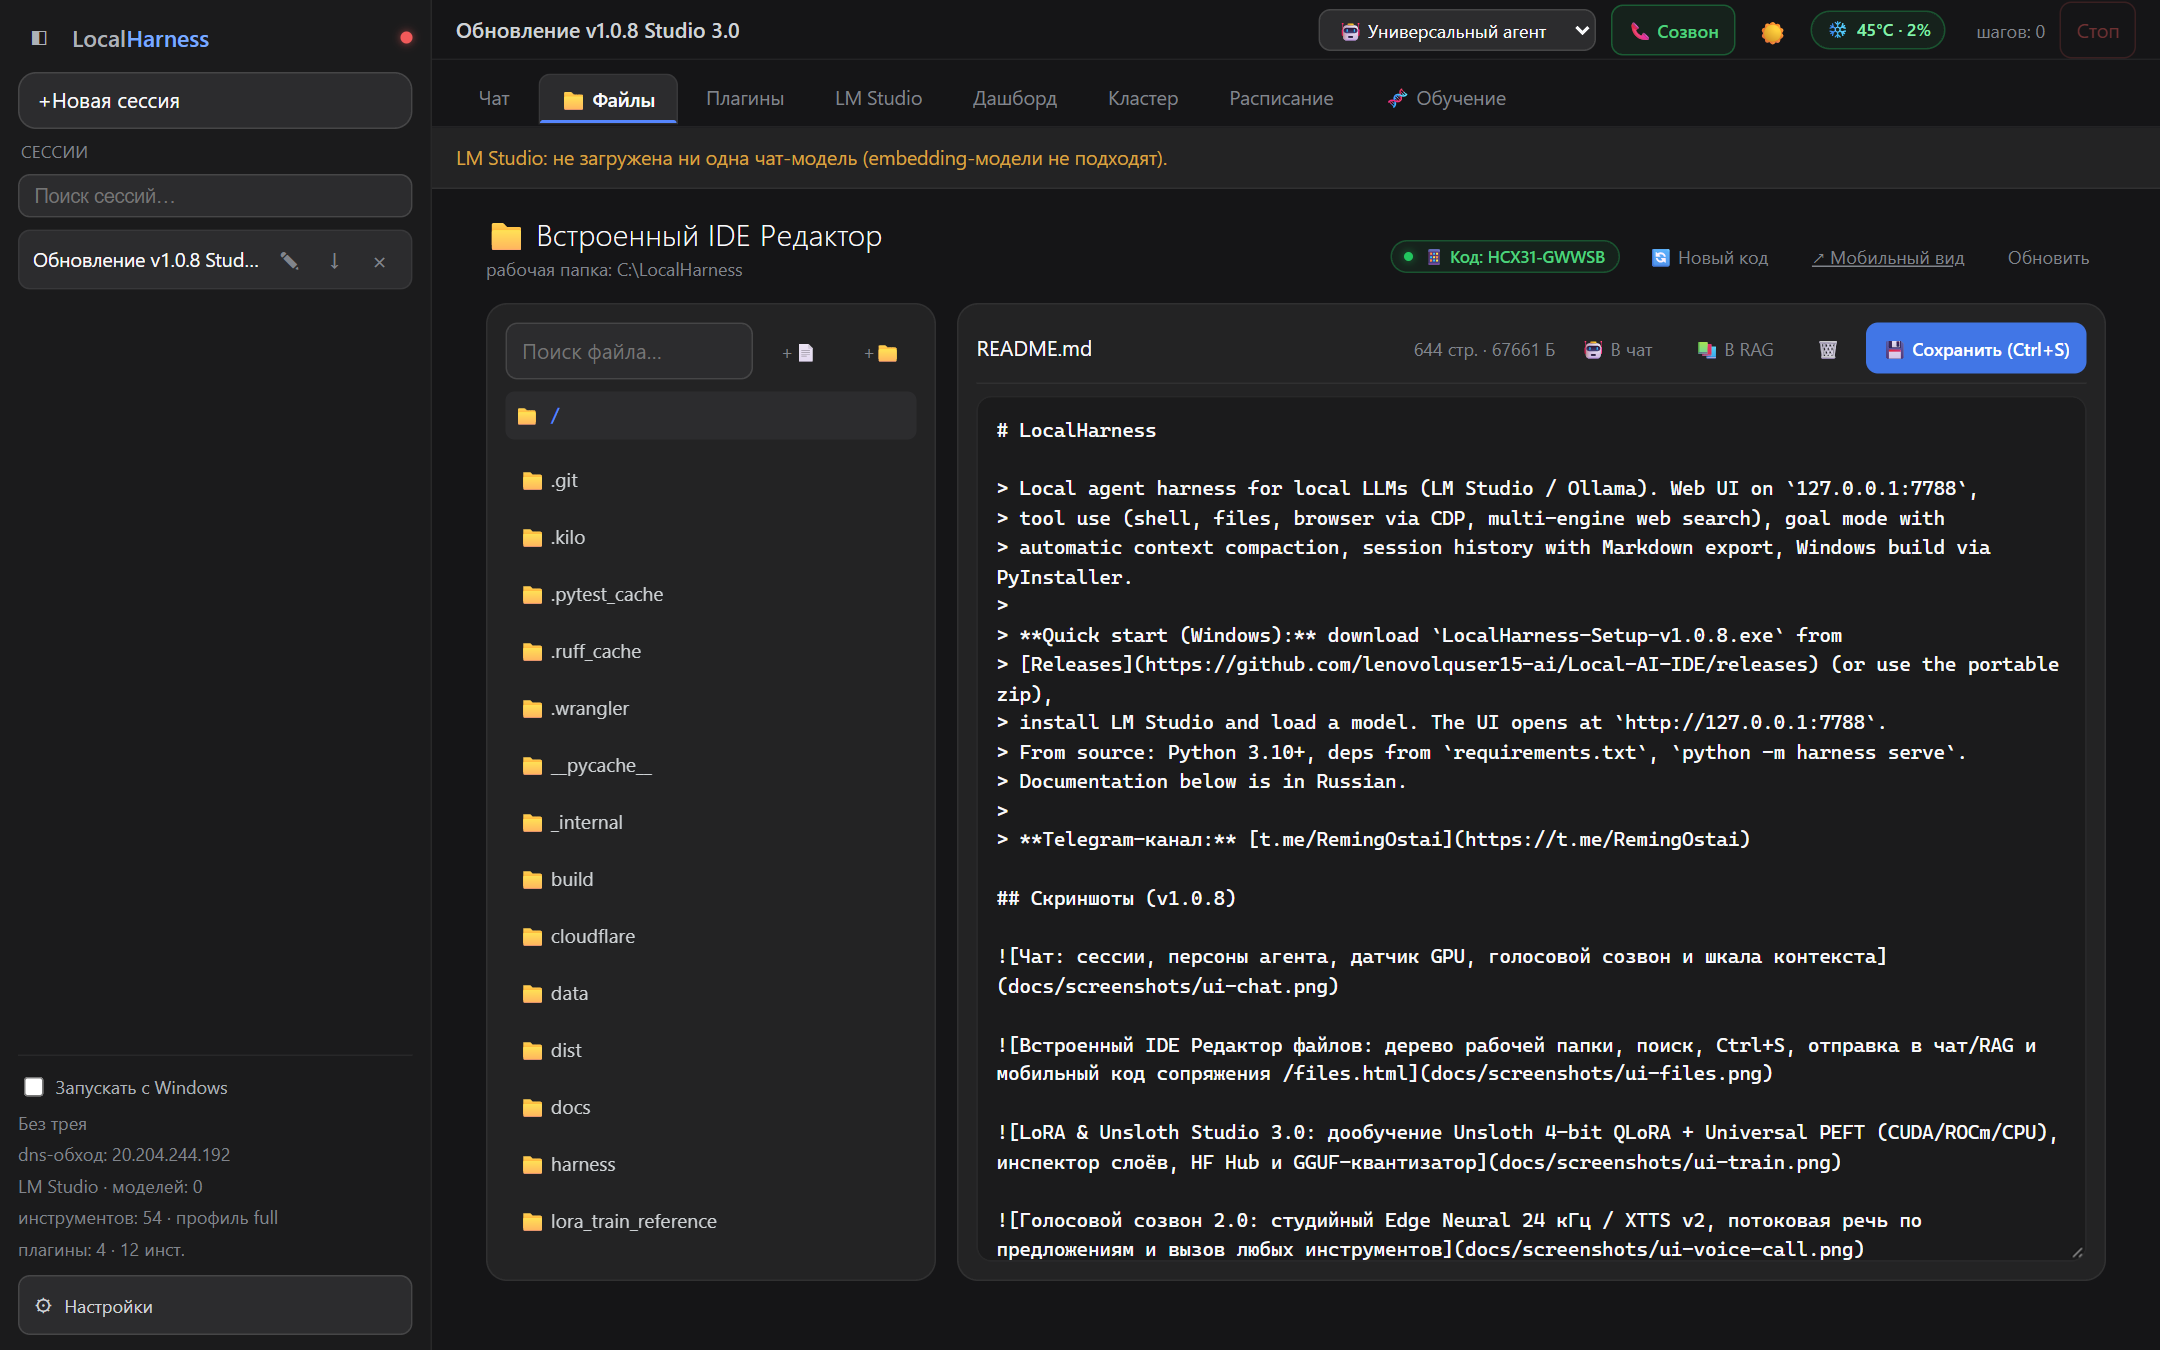 LocalHarness
+Новая сессия
СЕССИИ
Поиск сессий…
Обновление v1.0.8 Stud...
Запускать с Windows
Без трея
dns-обход: 20.204.244.192
LM Studio · моделей: 0
инструментов: 54 · профиль full
плагины: 4 · 12 инст.
Настройки
Обновление v1.0.8 Studio 3.0
Универсальный агент
Созвон
45°C · 2%
шагов: 0
Стоп
Чат
Файлы
Плагины
LM Studio
Дашборд
Кластер
Расписание
Обучение
LM Studio: не загружена ни одна чат-модель (embedding-модели не подходят).
Встроенный IDE Редактор
рабочая папка: C:\LocalHarness
Код: HCX31-GWWSB
Новый код
↗ Мобильный вид
Обновить
Поиск файла...
+
+
/
.git
.kilo
.pytest_cache
.ruff_cache
.wrangler
__pycache__
_internal
build
cloudflare
data
dist
docs
harness
lora_train_reference
README.md
644 стр. · 67661 Б
В чат
В RAG
Сохранить (Ctrl+S)
# LocalHarness
> Local agent harness for local LLMs (LM Studio / Ollama). Web UI on `127.0.0.1:7788`,
> tool use (shell, files, browser via CDP, multi-engine web search), goal mode with
> automatic context compaction, session history with Markdown export, Windows build via
PyInstaller.
>
> **Quick start (Windows):** download `LocalHarness-Setup-v1.0.8.exe` from
> [Releases](https://github.com/lenovolquser15-ai/Local-AI-IDE/releases) (or use the portable
zip),
> install LM Studio and load a model. The UI opens at `http://127.0.0.1:7788`.
> From source: Python 3.10+, deps from `requirements.txt`, `python -m harness serve`.
> Documentation below is in Russian.
>
> **Telegram-канал:** [t.me/RemingOstai](https://t.me/RemingOstai)
## Скриншоты (v1.0.8)
![Чат: сессии, персоны агента, датчик GPU, голосовой созвон и шкала контекста]
(docs/screenshots/ui-chat.png)
![Встроенный IDE Редактор файлов: дерево рабочей папки, поиск, Ctrl+S, отправка в чат/RAG и
мобильный код сопряжения /files.html](docs/screenshots/ui-files.png)
![LoRA & Unsloth Studio 3.0: дообучение Unsloth 4-bit QLoRA + Universal PEFT (CUDA/ROCm/CPU),
инспектор слоёв, HF Hub и GGUF-квантизатор](docs/screenshots/ui-train.png)
![Голосовой созвон 2.0: студийный Edge Neural 24 кГц / XTTS v2, потоковая речь по
предложениям и вызов любых инструментов](docs/screenshots/ui-voice-call.png)